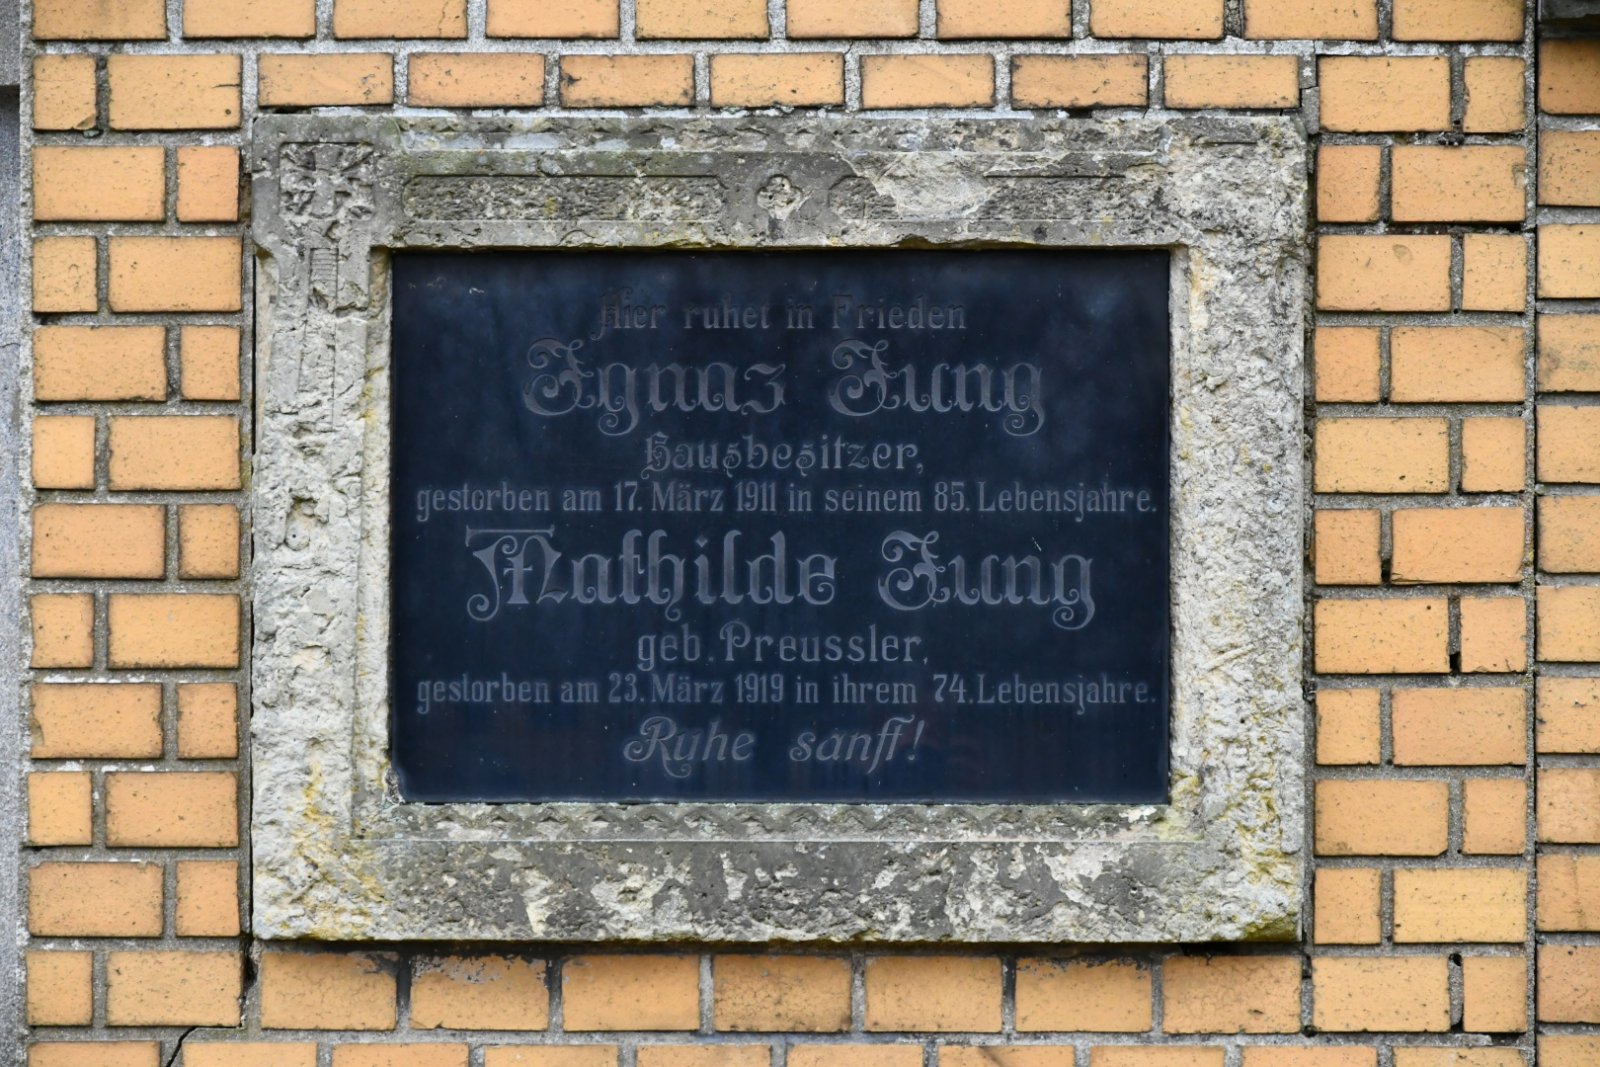 Hier ruhet in Frieden
Ignaz Jung
Hausbesitzer,
gestorben am 17. März 1911 in seinem 85. Lebensjahre.
Mathilde Jung
geb. Preussler,
gestorben am 23. März 1919 in ihrem 74. Lebensjahre.
Ruhe sanft!